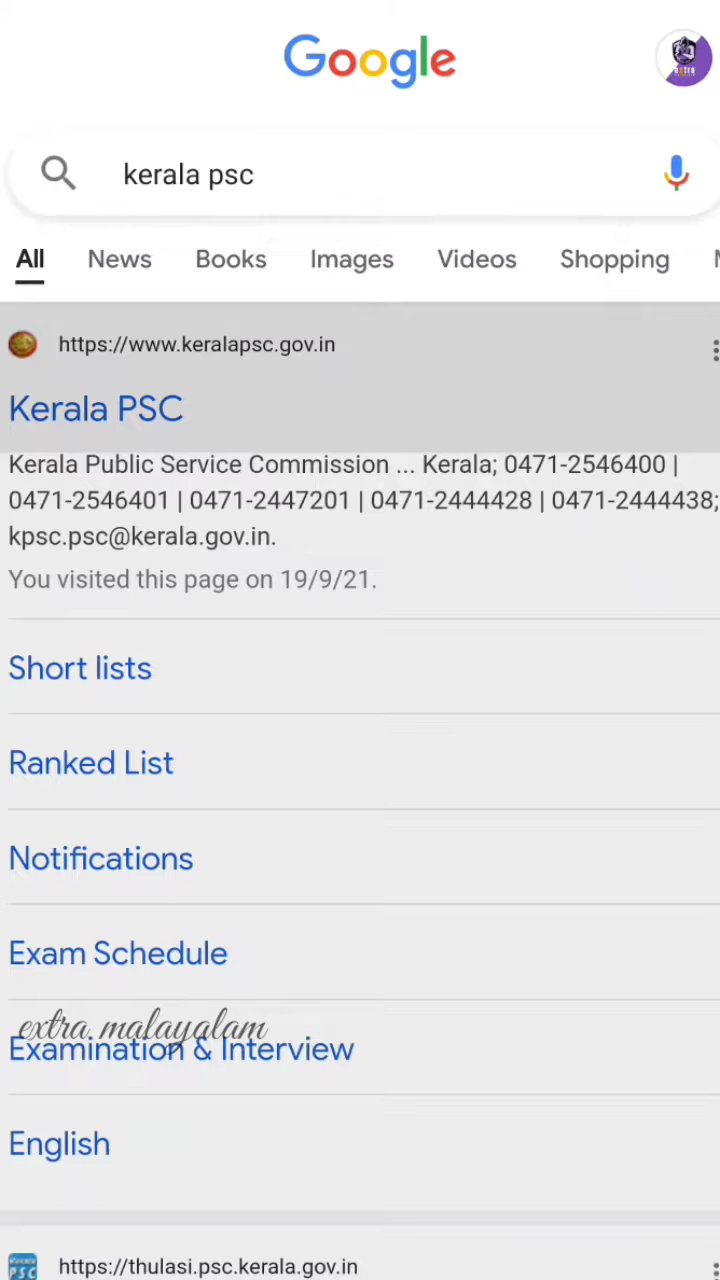 Google
kerala psc
All News Books Images Videos Shopping
https://www.keralapsc.gov.in
Kerala PSC
Kerala Public Service Commission ... Kerala; 0471-2546400 |
0471-2546401 | 0471-2447201 | 0471-2444428 | 0471-2444438;
kpsc.psc@kerala.gov.in.
You visited this page on 19/9/21.
Short lists
Ranked List
Notifications
Exam Schedule
extra malayalam
Examination & Interview
English
https://thulasi.psc.kerala.gov.in